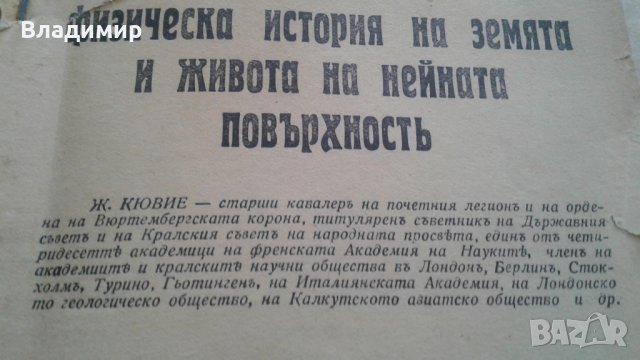 Владимир
физическа история на земята
и живота на нейната
повърхность
Ж. КЮВИЕ — старши кавалеръ на почетния легионъ и на орде-
на на Вюртембергската корона, титуляренъ съветникъ на Държавния
съветъ и на Кралския съветъ на народната просвѣта, единъ отъ чети-
ридесеттѣ академици на френската Академия на Наукитѣ, членъ на
академиитѣ и кралскитѣ научни общества въ Лондонъ, Берлинъ, Сток-
холмъ, Турино, Гьотингенъ, на Италиянската Академия, на Лондонско
то геологическо общество, на Калкутското азиатско общество и др.
bazar